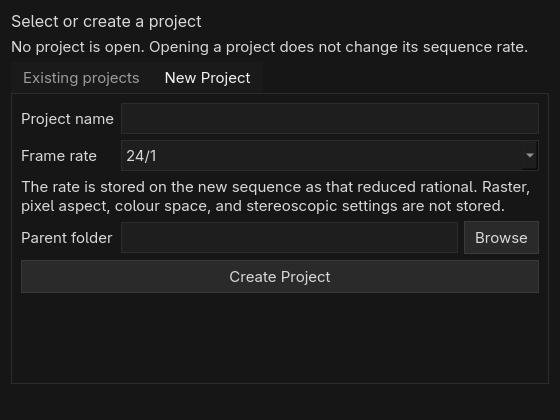 Select or create a project
No project is open. Opening a project does not change its sequence rate.
Existing projects New Project
Project name
Frame rate 24/1
The rate is stored on the new sequence as that reduced rational. Raster,
pixel aspect, colour space, and stereoscopic settings are not stored.
Parent folder Browse
Create Project